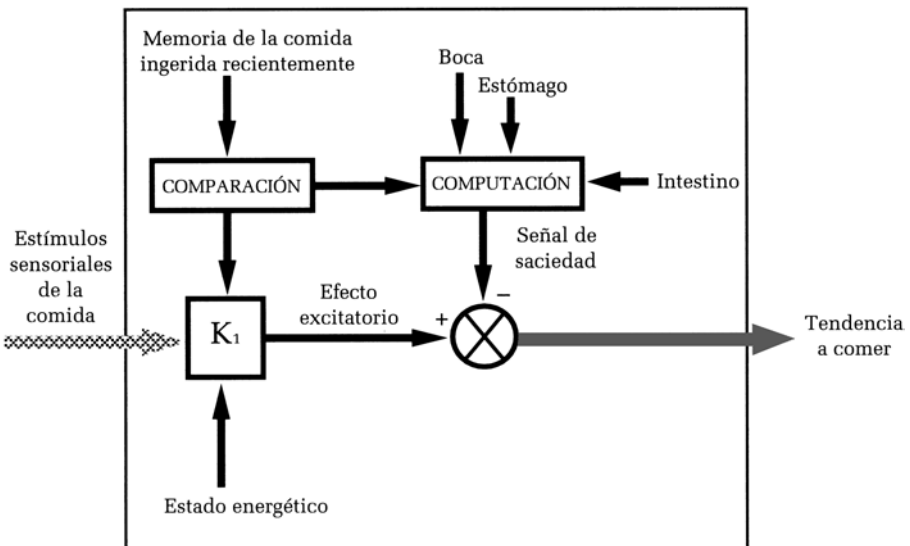 Memoria de la comida
ingerida recientemente
Boca
Estómago
COMPARACIÓN
COMPUTACIÓN
Intestino
Estímulos
sensoriales
de la
comida
Señal de
saciedad
Efecto
excitatorio
K1
+
−
Tendencia
a comer
Estado energético